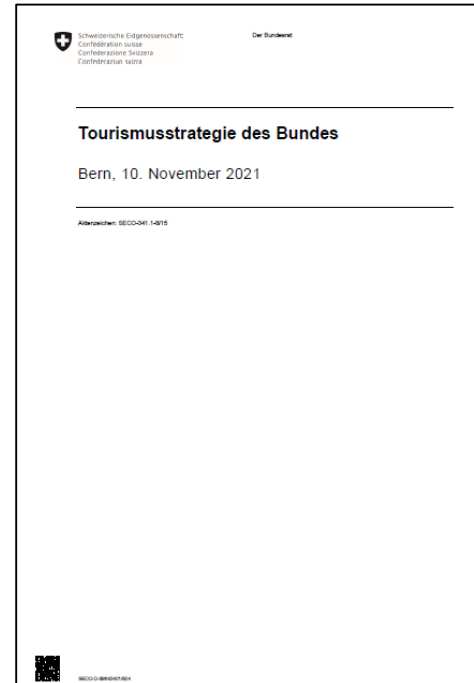 Schweizerische Eidgenossenschaft
Confédération suisse
Confederazione Svizzera
Confederaziun svizra
Der Bundesrat
Tourismusstrategie des Bundes
Bern, 10. November 2021
Aktenzeichen: SECO-341.1-6/15